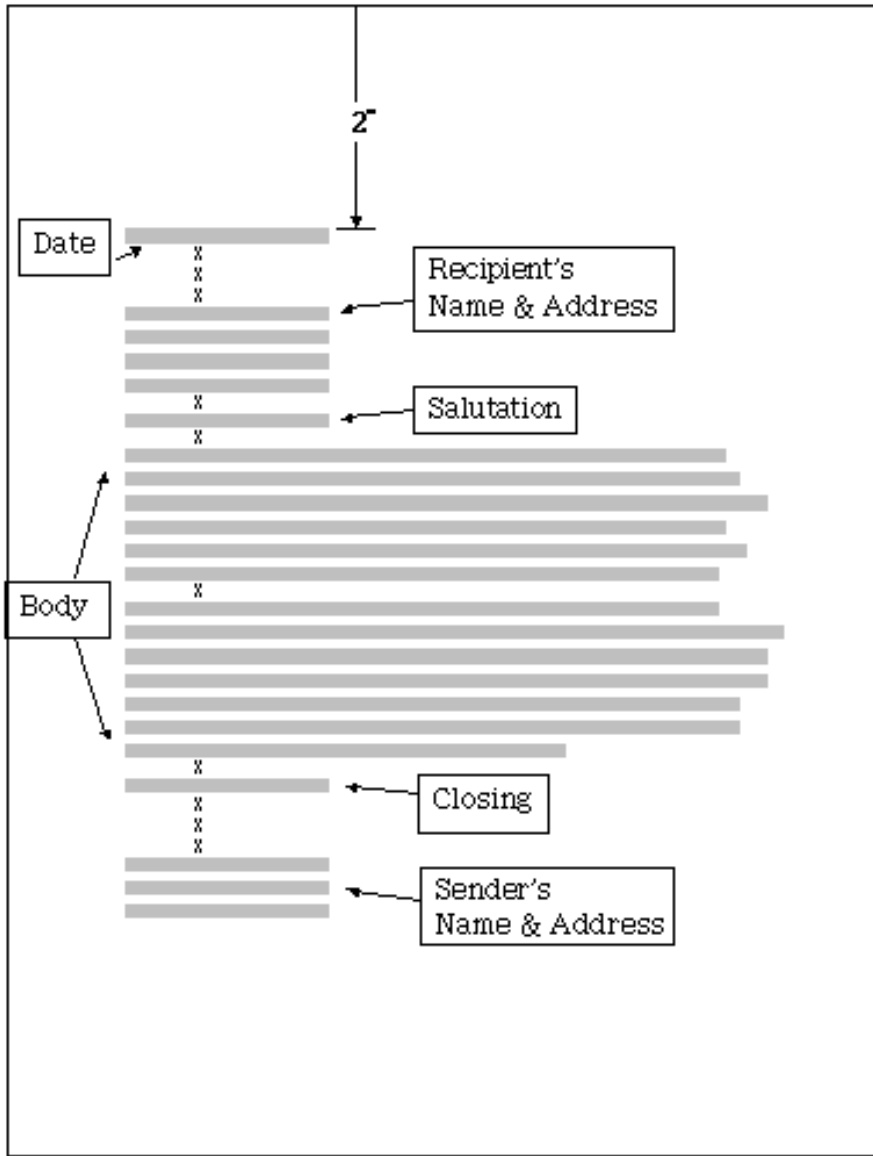 2"
Date
x
x
x
Recipient's
Name & Address
x
Salutation
x
x
Body
x
Closing
x
x
x
Sender's
Name & Address